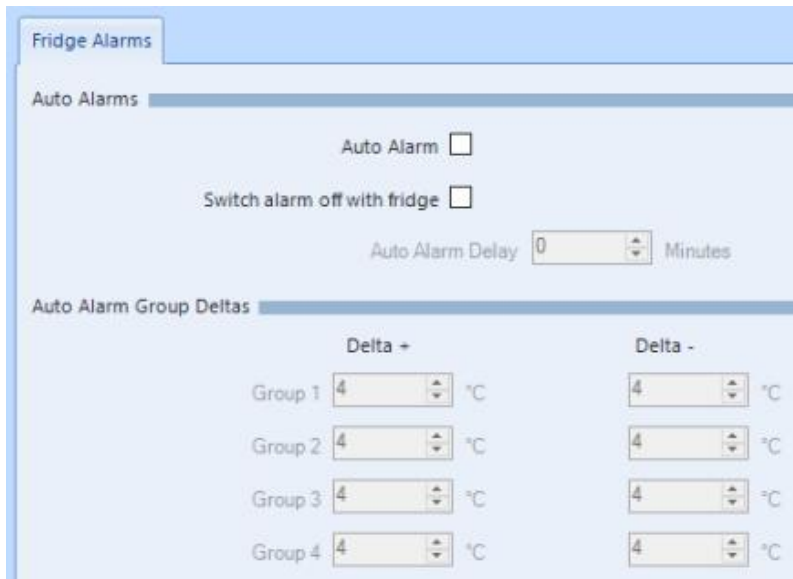 Fridge Alarms
Auto Alarms
Auto Alarm
Switch alarm off with fridge
Auto Alarm Delay 0 Minutes
Auto Alarm Group Deltas
Delta + Delta -
Group 1 4 °C 4 °C
Group 2 4 °C 4 °C
Group 3 4 °C 4 °C
Group 4 4 °C 4 °C